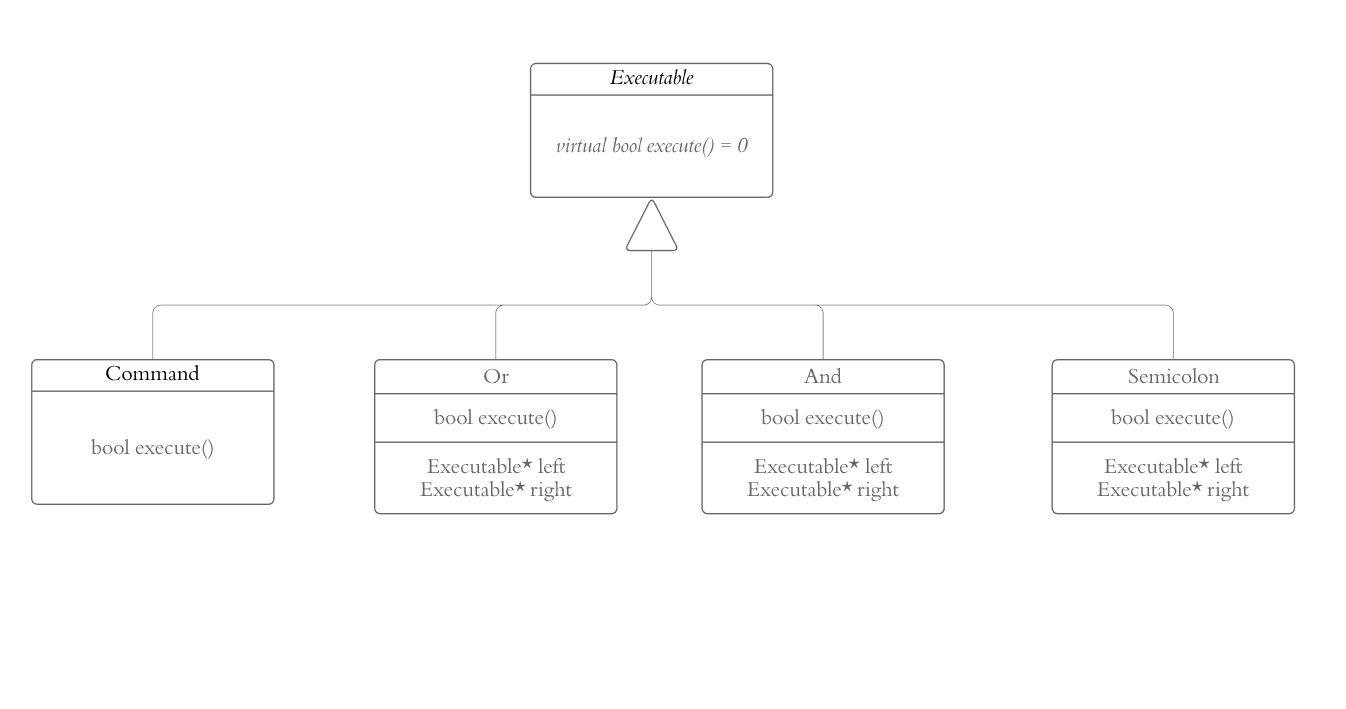 Executable
virtual bool execute() = 0
Command
bool execute()
Or
bool execute()
Executable* left
Executable* right
And
bool execute()
Executable* left
Executable* right
Semicolon
bool execute()
Executable* left
Executable* right